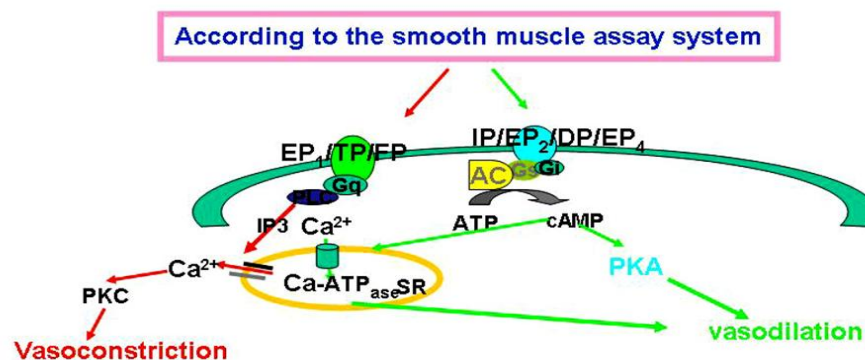 According to the smooth muscle assay system
EP₁/TP/FP
IP/EP₂/DP/EP₄
Gq
PLC
AC
Gs
Gi
IP3
Ca²⁺
ATP
cAMP
Ca²⁺
Ca-ATPaseSR
PKA
PKC
Vasoconstriction
vasodilation